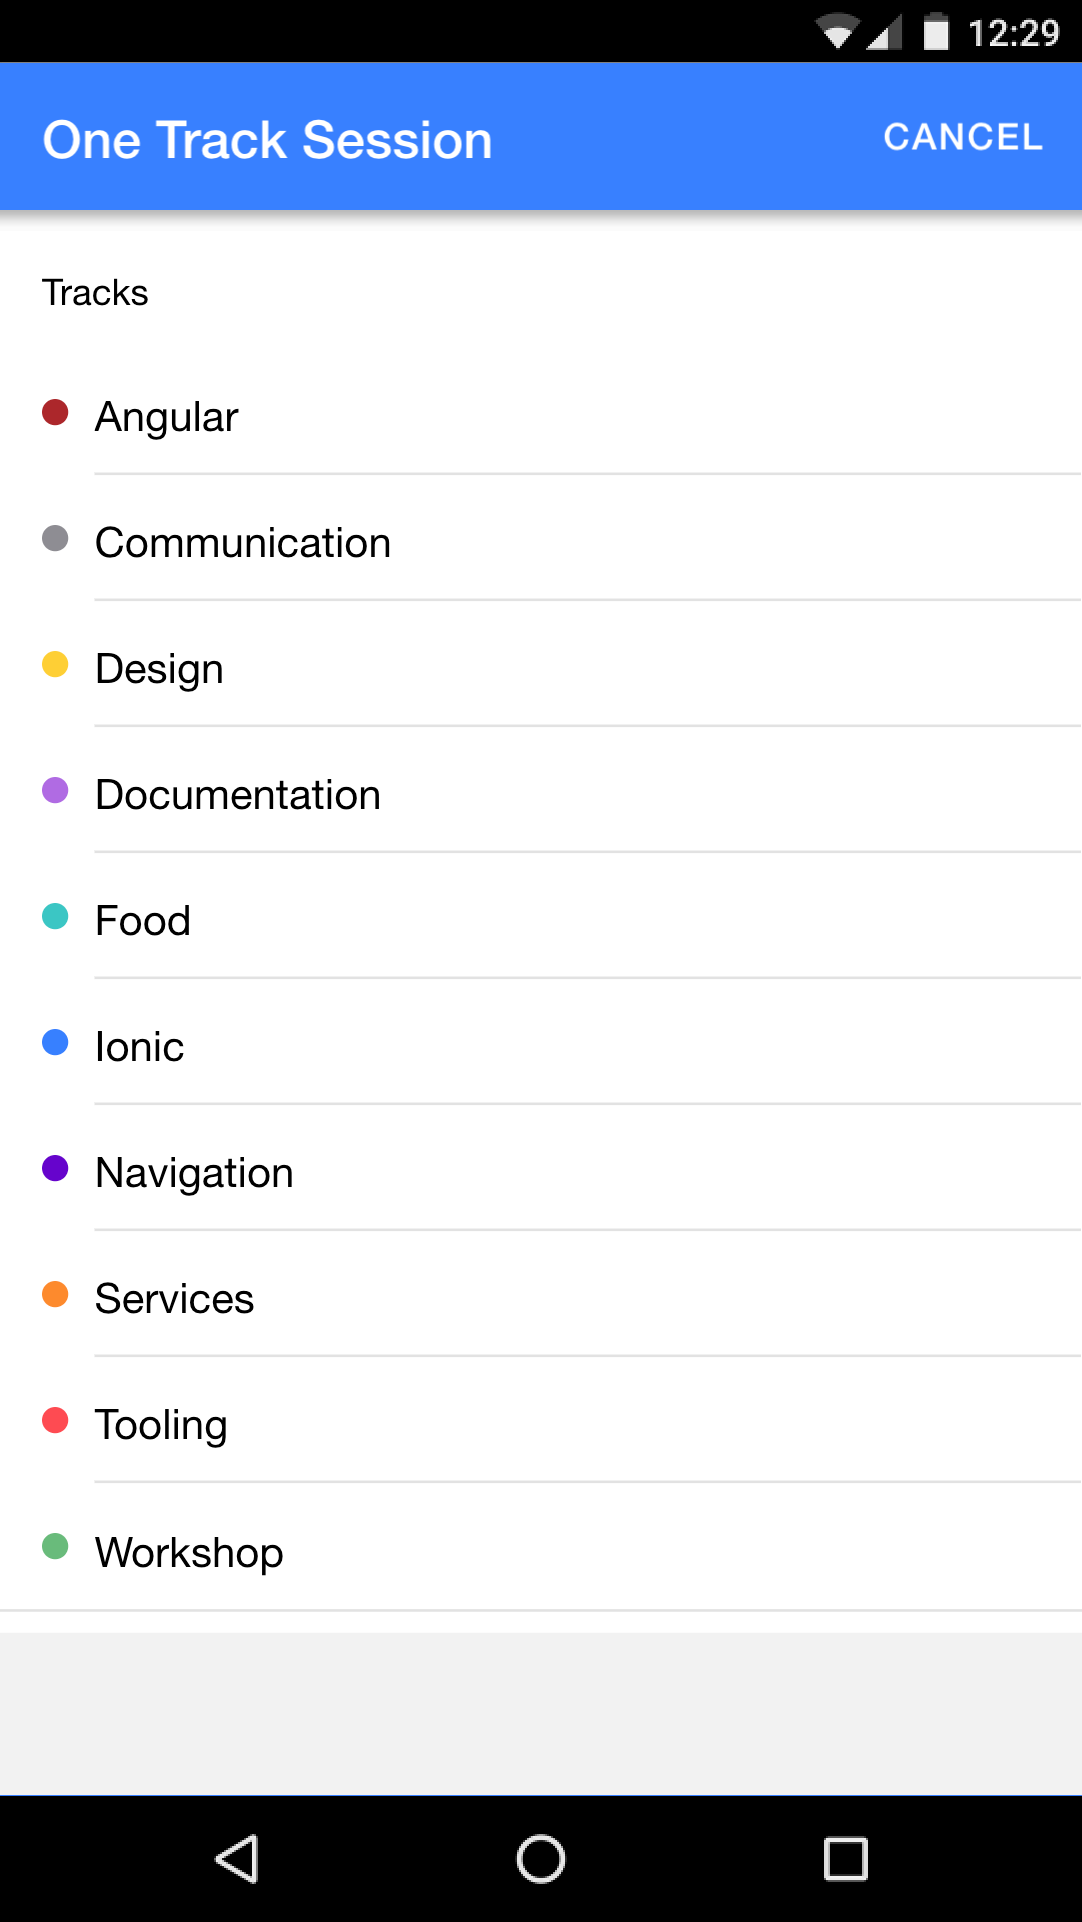 12:29
One Track Session
CANCEL
Tracks
Angular
Communication
Design
Documentation
Food
Ionic
Navigation
Services
Tooling
Workshop